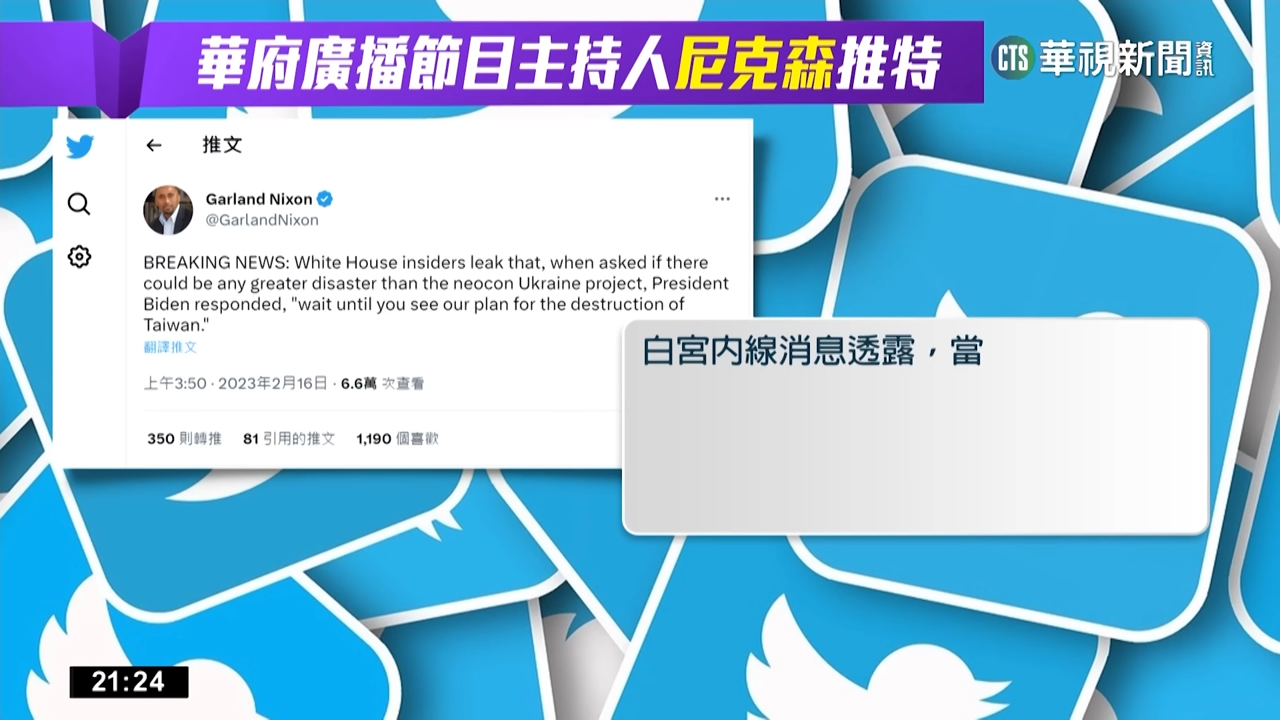 華府廣播節目主持人尼克森推特
CTS 華視新聞資訊
推文
Garland Nixon
@GarlandNixon
BREAKING NEWS: White House insiders leak that, when asked if there
could be any greater disaster than the neocon Ukraine project, President
Biden responded, "wait until you see our plan for the destruction of
Taiwan."
翻譯推文
上午3:50 · 2023年2月16日 · 6.6萬 次查看
350 則轉推 81 引用的推文 1,190 個喜歡
白宮內線消息透露，當
21:24